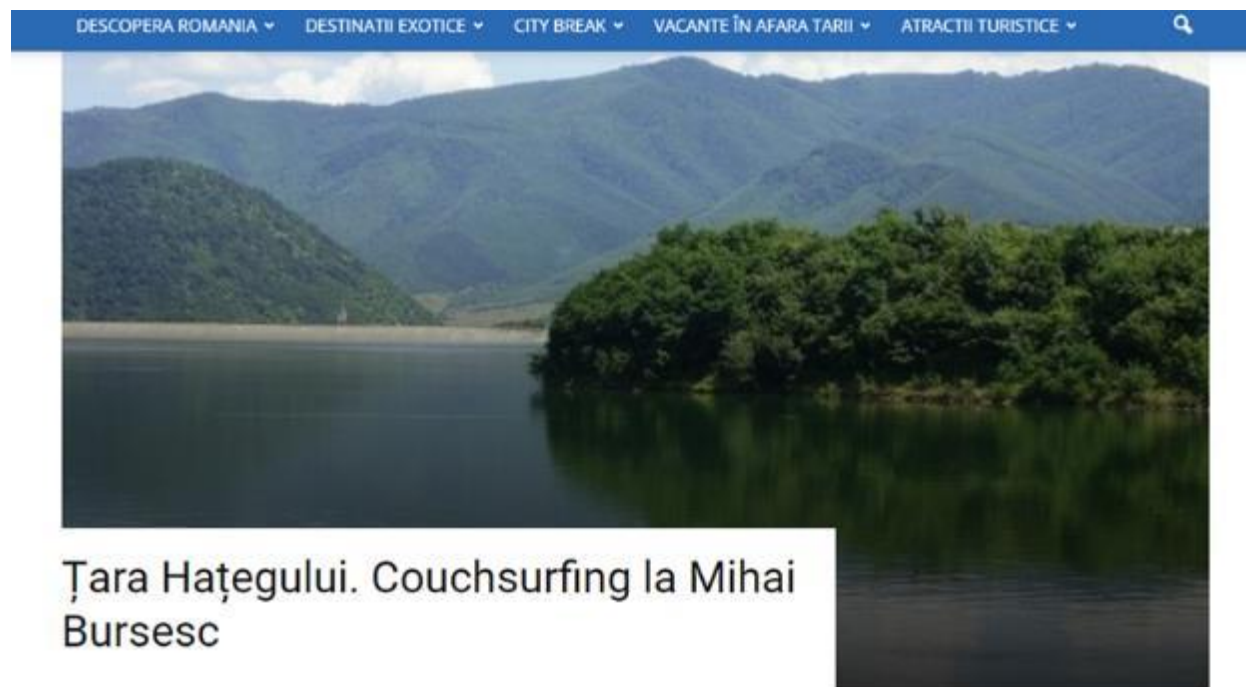 DESCOPERA ROMANIA DESTINATII EXOTICE CITY BREAK VACANTE ÎN AFARA TARII ATRACTII TURISTICE
Țara Hațegului. Couchsurfing la Mihai
Bursesc